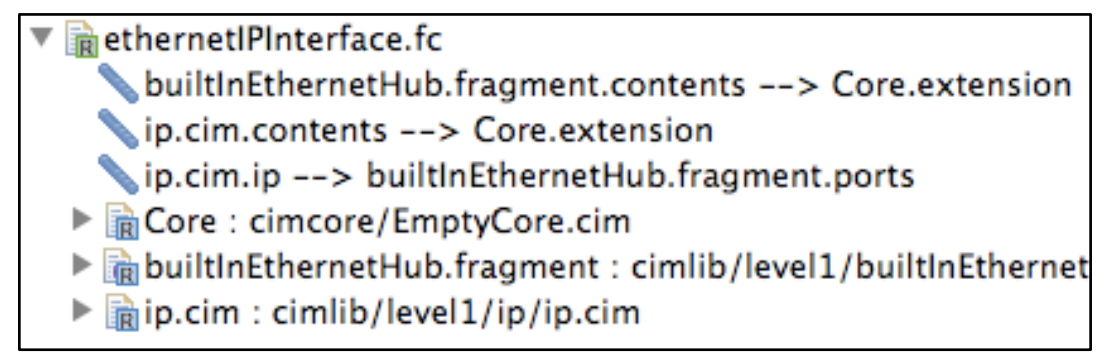 ethernetIPInterface.fc
builtInEthernetHub.fragment.contents --> Core.extension
ip.cim.contents --> Core.extension
ip.cim.ip --> builtInEthernetHub.fragment.ports
Core : cimcore/EmptyCore.cim
builtInEthernetHub.fragment : cimlib/level1/builtInEthernet
ip.cim : cimlib/level1/ip/ip.cim